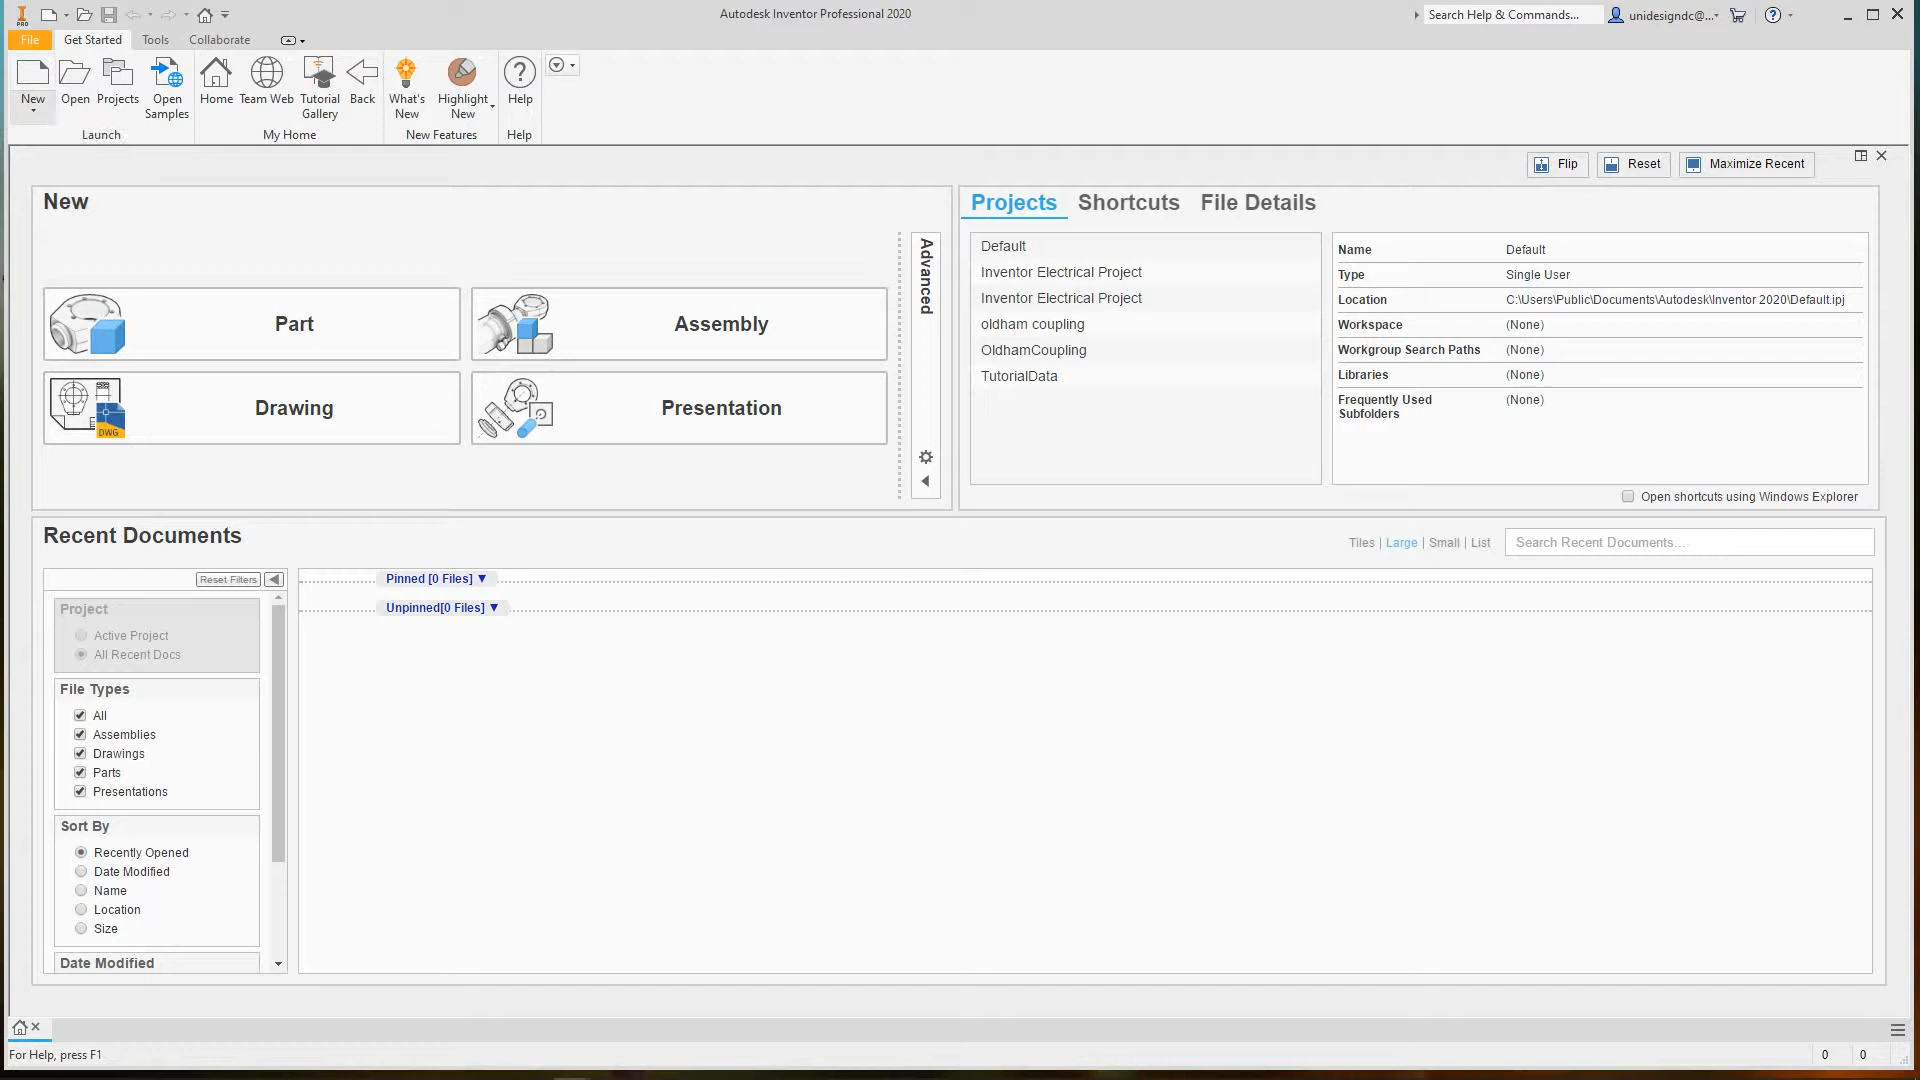 Autodesk Inventor Professional 2020
Search Help & Commands...
unidesigndc@...
PRO
File
Get Started
Tools
Collaborate
New
Open
Projects
Open Samples
Home
Team Web
Tutorial Gallery
Back
What's New
Highlight New
Help
Launch
My Home
New Features
Help
Flip
Reset
Maximize Recent
New
Part
Assembly
Drawing
DWG
Presentation
Advanced
Projects
Shortcuts
File Details
Default
Inventor Electrical Project
Inventor Electrical Project
oldham coupling
OldhamCoupling
TutorialData
Name Default
Type Single User
Location C:\Users\Public\Documents\Autodesk\Inventor 2020\Default.ipj
Workspace (None)
Workgroup Search Paths (None)
Libraries (None)
Frequently Used Subfolders (None)
Open shortcuts using Windows Explorer
Recent Documents
Tiles | Large | Small | List
Search Recent Documents...
Reset Filters
Project
Active Project
All Recent Docs
File Types
All
Assemblies
Drawings
Parts
Presentations
Sort By
Recently Opened
Date Modified
Name
Location
Size
Date Modified
Pinned [0 Files]
Unpinned[0 Files]
For Help, press F1
0 0